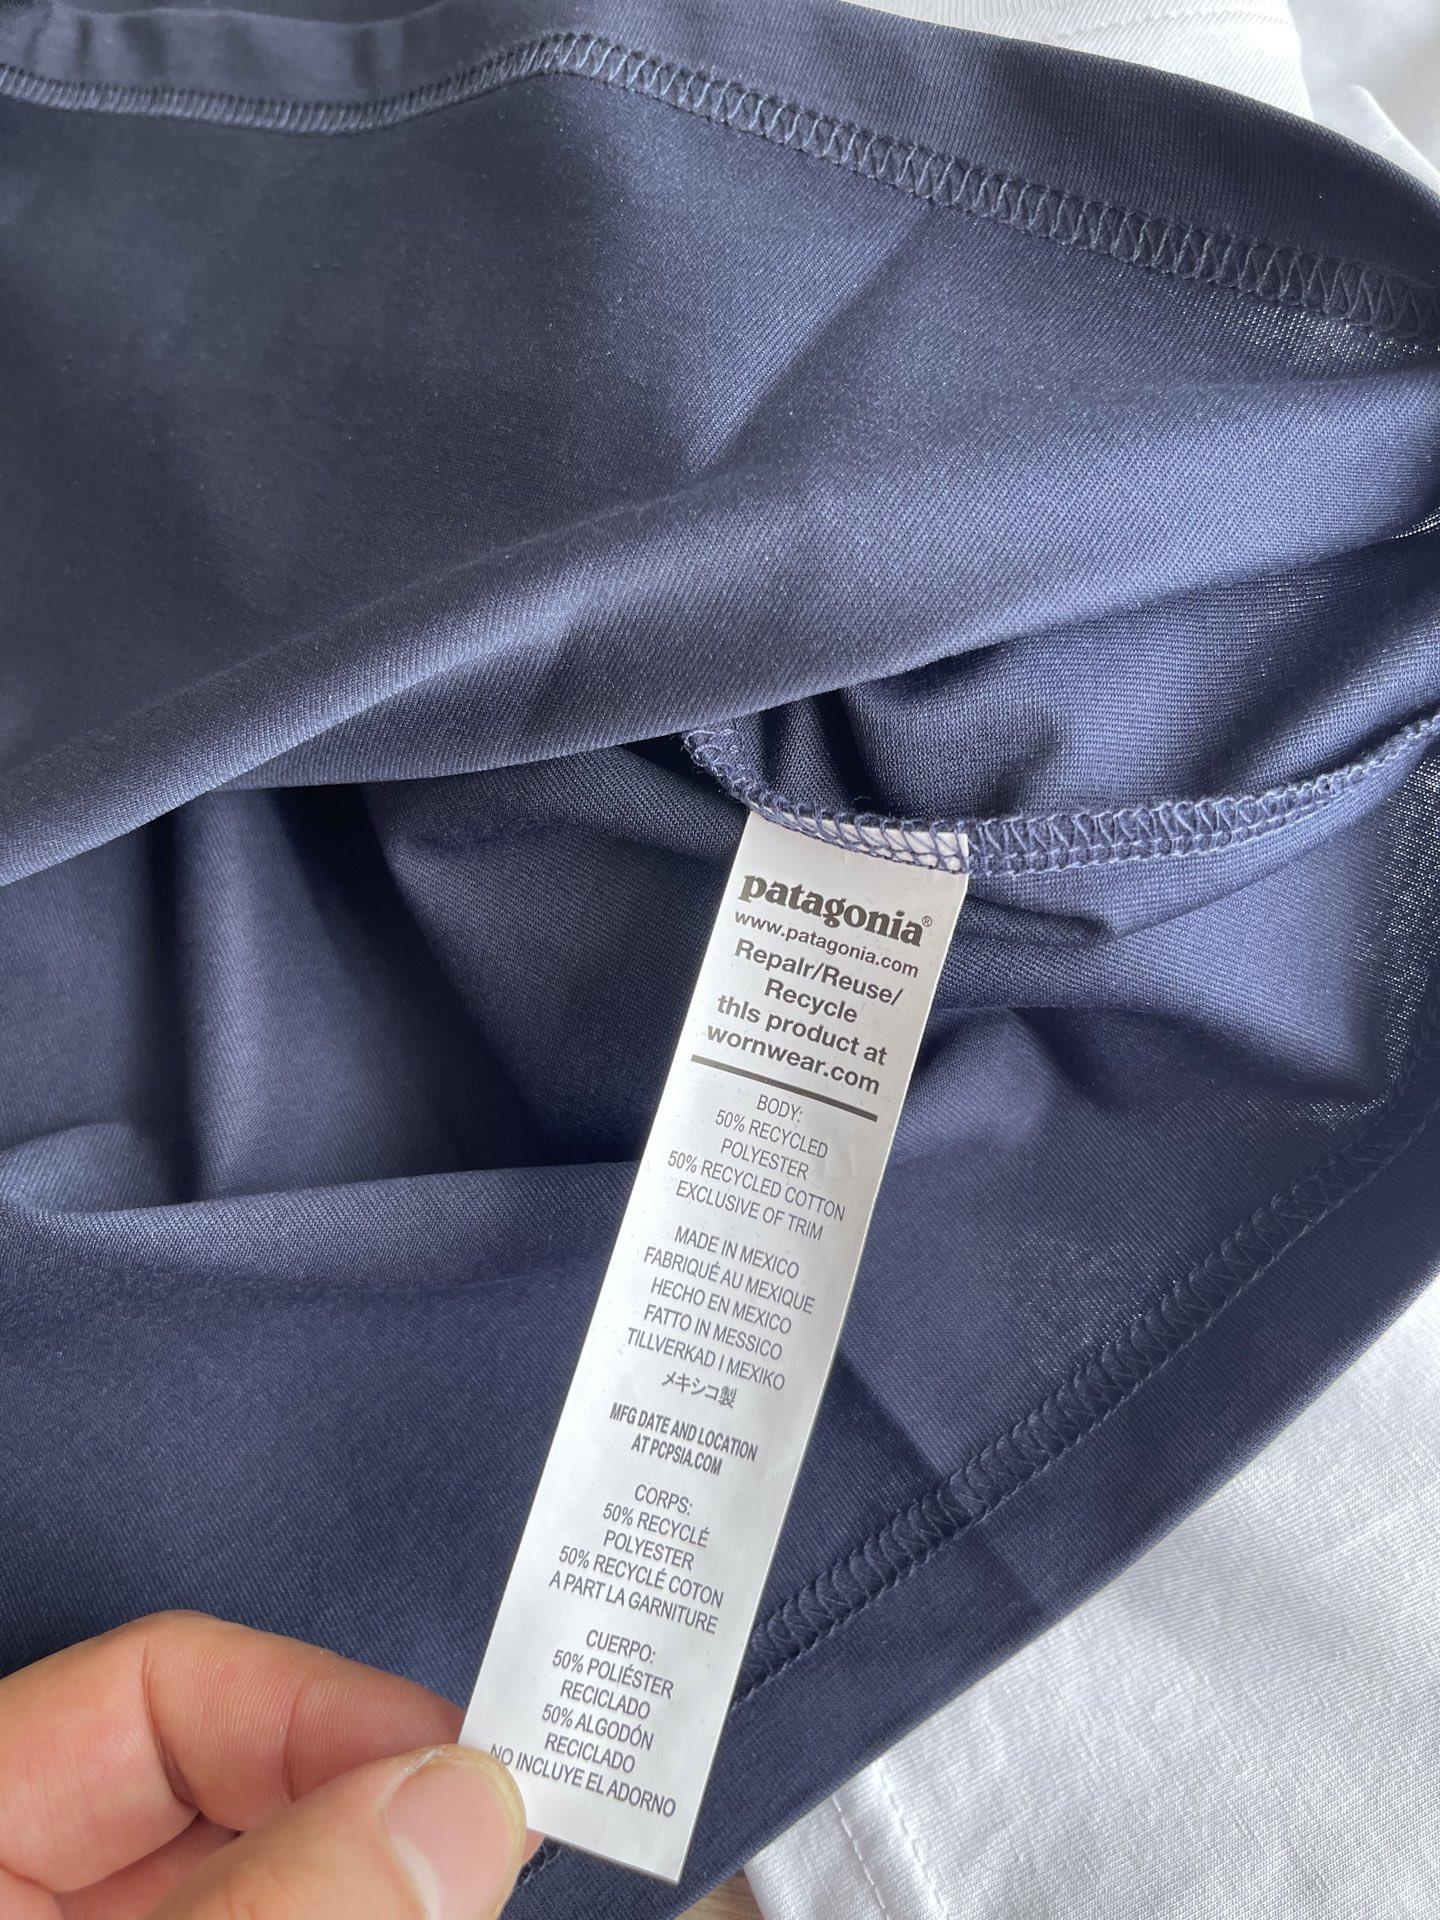 patagonia®
www.patagonia.com
Repair/Reuse/
Recycle
this product at
wornwear.com
BODY:
50% RECYCLED
POLYESTER
50% RECYCLED COTTON
EXCLUSIVE OF TRIM
MADE IN MEXICO
FABRIQUÉ AU MEXIQUE
HECHO EN MEXICO
FATTO IN MESSICO
TILLVERKAD I MEXIKO
メキシコ製
MFG DATE AND LOCATION
AT PCPSIA.COM
CORPS:
50% RECYCLÉ
POLYESTER
50% RECYCLÉ COTON
A PART LA GARNITURE
CUERPO:
50% POLIÉSTER
RECICLADO
50% ALGODÓN
RECICLADO
NO INCLUYE EL ADORNO